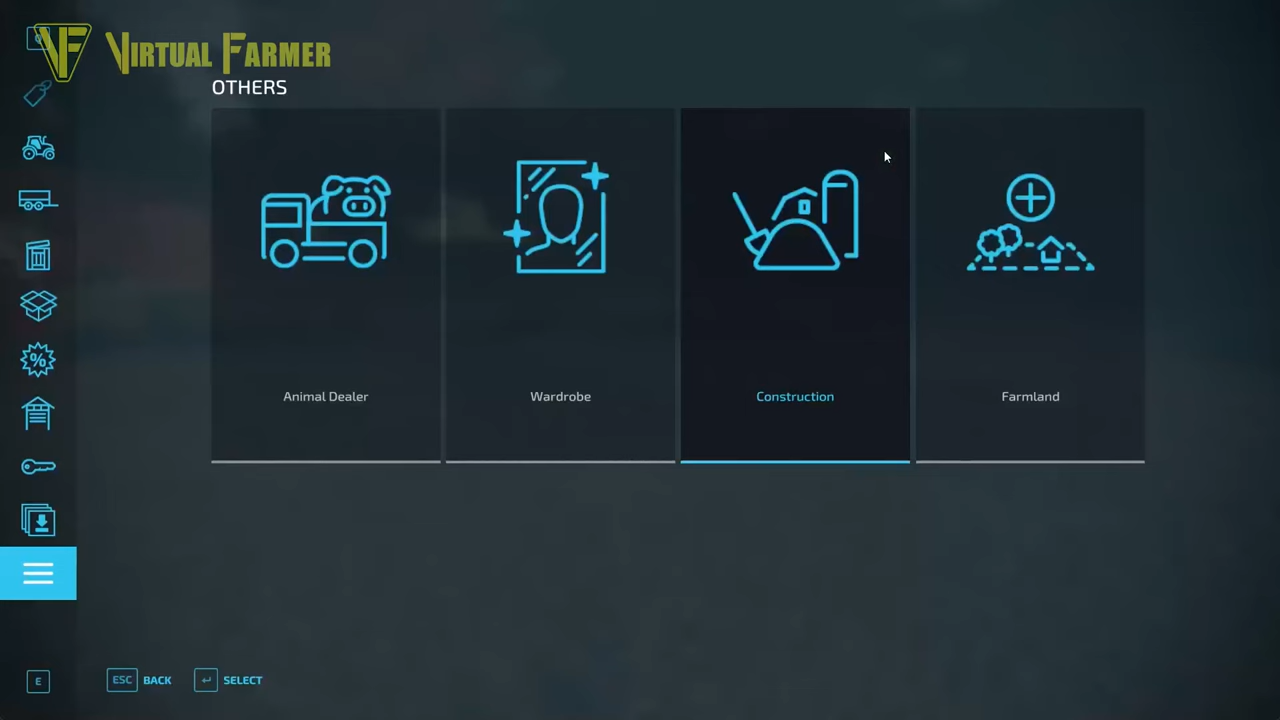 VIRTUAL FARMER
OTHERS
Animal Dealer
Wardrobe
Construction
Farmland
E
ESC BACK
SELECT